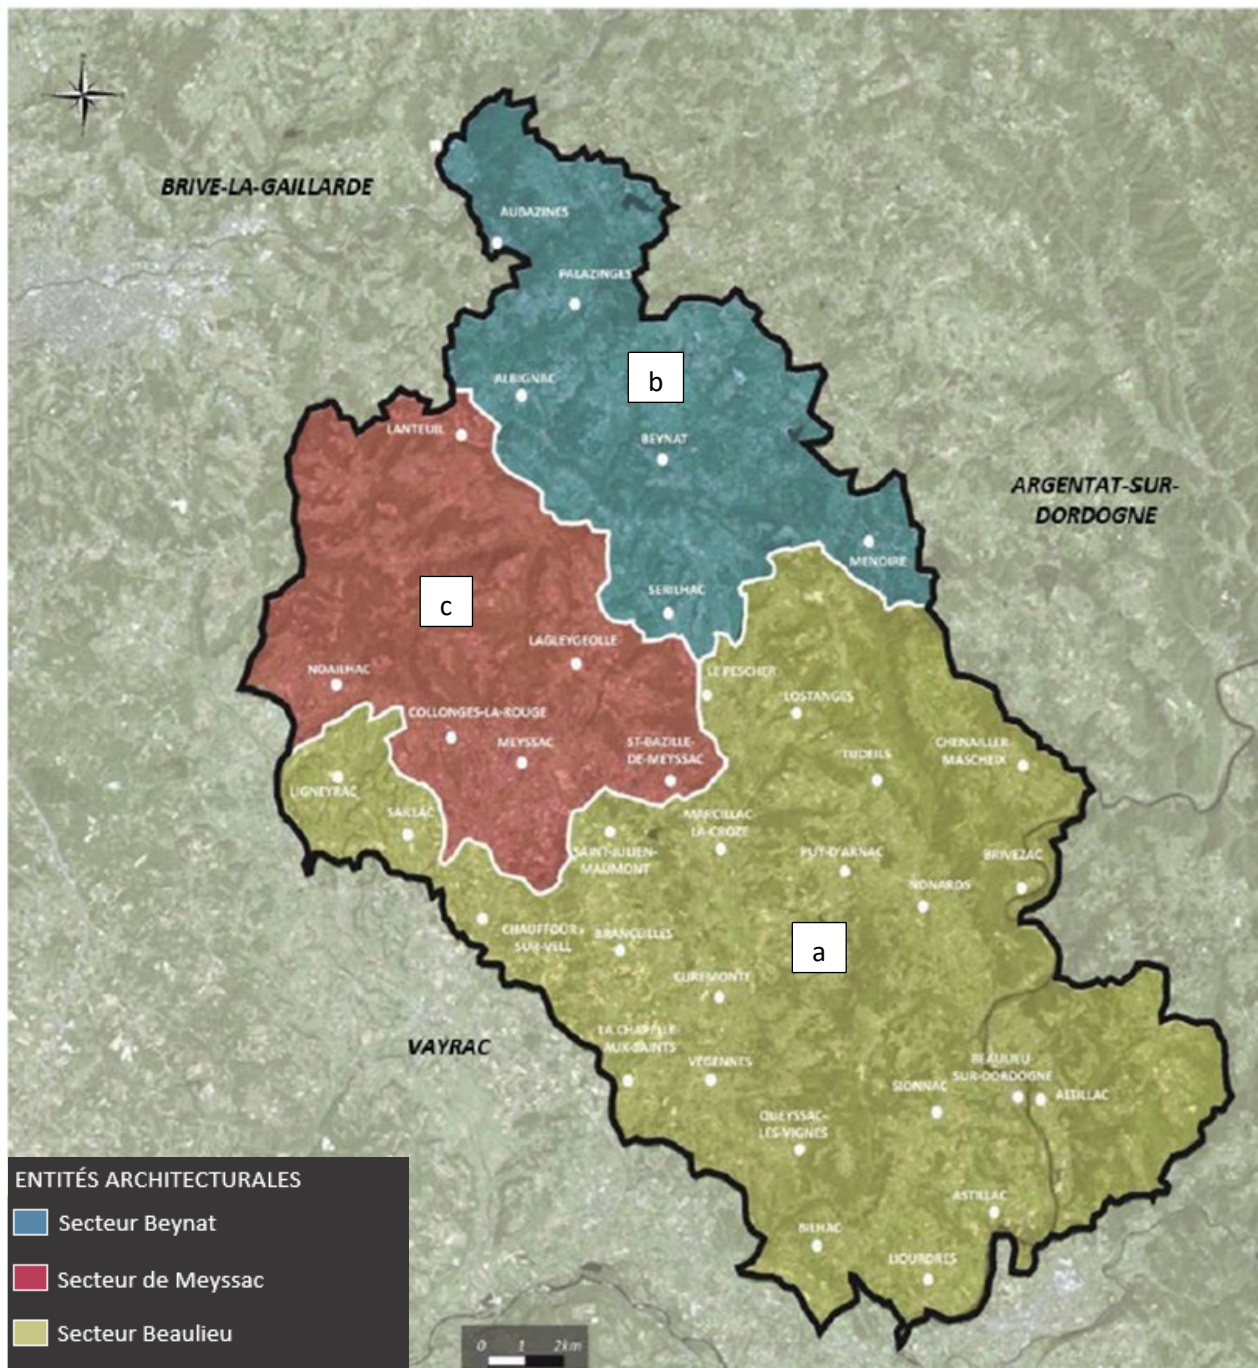 BRIVE-LA-GAILLARDE
AUBAZINES
PALAZINGES
b
ALBIGNAC
LANTEUIL
BEYNAT
ARGENTAT-SUR-
DORDOGNE
MENOIRE
c
SERILHAC
LAGLEYGEOLLE
NOAILHAC
LE PESCHER
LOSTANGES
COLLONGES-LA-ROUGE
MEYSSAC
ST-BAZILLE-
DE-MEYSSAC
TUDEILS
CHENAILLER-
MASCHEIX
LIGNEYRAC
SAILLAC
MARCILLAC-
LA-CROZE
SAINT-JULIEN-
MAUMONT
PUY-D'ARNAC
BRIVEZAC
NONARDS
CHAUFFOUR-
SUR-VELL
BRANCEILLES
a
CUREMONTE
VAYRAC
LA CHAPELLE-
AUX-SAINTS
VEGENNES
SIONNAC
BEAULIEU-
SUR-DORDOGNE
ALTILLAC
QUEYSSAC-
LES-VIGNES
ASTILLAC
BILHAC
LIOURDRES
ENTITÉS ARCHITECTURALES
Secteur Beynat
Secteur de Meyssac
Secteur Beaulieu
0 1 2km